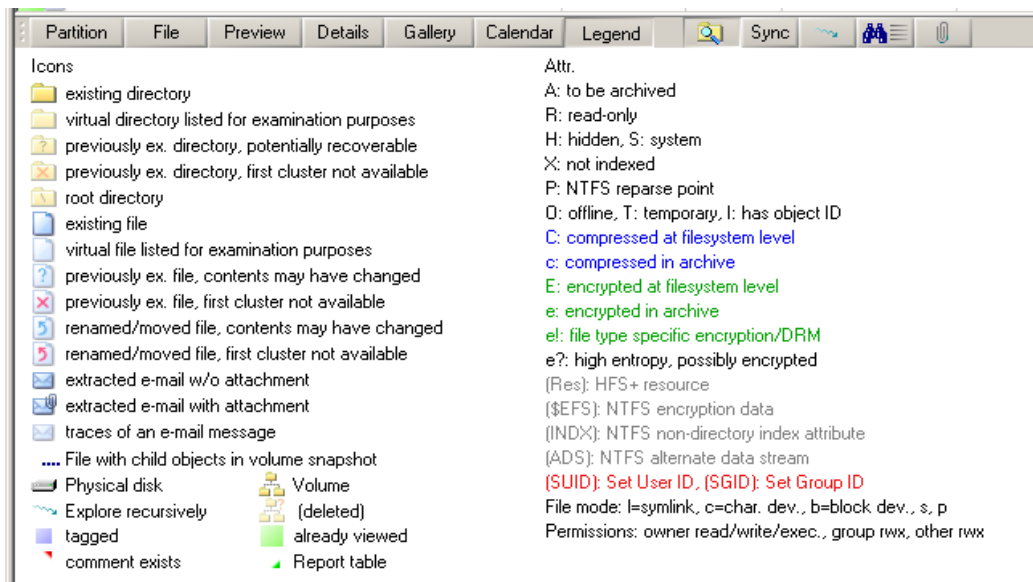 Partition File Preview Details Gallery Calendar Legend Sync
Icons
existing directory
virtual directory listed for examination purposes
previously ex. directory, potentially recoverable
previously ex. directory, first cluster not available
root directory
existing file
virtual file listed for examination purposes
previously ex. file, contents may have changed
previously ex. file, first cluster not available
renamed/moved file, contents may have changed
renamed/moved file, first cluster not available
extracted e-mail w/o attachment
extracted e-mail with attachment
traces of an e-mail message
.... File with child objects in volume snapshot
Physical disk Volume
Explore recursively (deleted)
tagged already viewed
comment exists Report table
Attr.
A: to be archived
R: read-only
H: hidden, S: system
X: not indexed
P: NTFS reparse point
O: offline, T: temporary, I: has object ID
C: compressed at filesystem level
c: compressed in archive
E: encrypted at filesystem level
e: encrypted in archive
e!: file type specific encryption/DRM
e?: high entropy, possibly encrypted
(Res): HFS+ resource
($EFS): NTFS encryption data
(INDX): NTFS non-directory index attribute
(ADS): NTFS alternate data stream
(SUID): Set User ID, (SGID): Set Group ID
File mode: l=symlink, c=char. dev., b=block dev., s, p
Permissions: owner read/write/exec., group rwx, other rwx